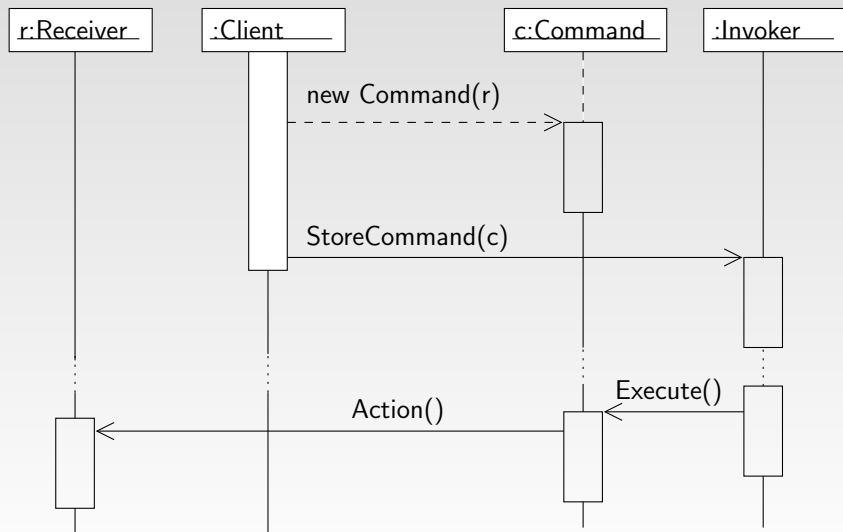 r:Receiver
:Client
c:Command
:Invoker
new Command(r)
StoreCommand(c)
Execute()
Action()